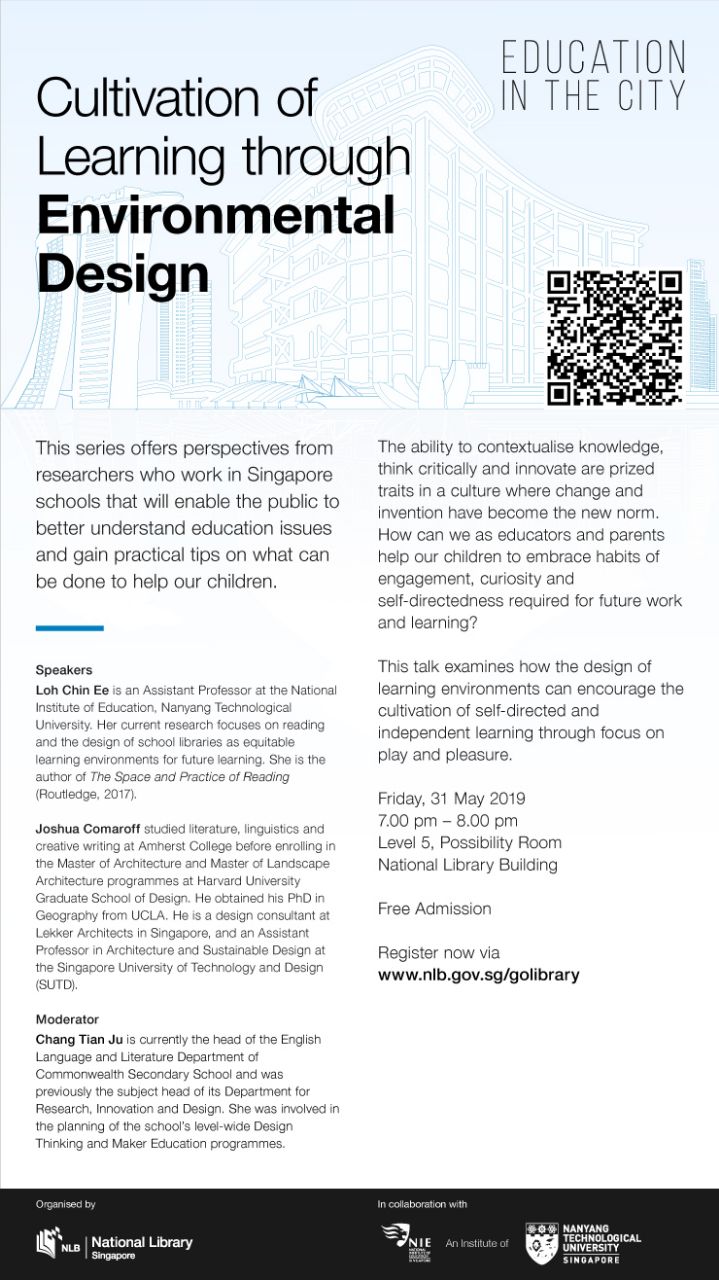 EDUCATION
IN THE CITY
Cultivation of
Learning through
Environmental
Design
This series offers perspectives from
researchers who work in Singapore
schools that will enable the public to
better understand education issues
and gain practical tips on what can
be done to help our children.
Speakers
Loh Chin Ee is an Assistant Professor at the National
Institute of Education, Nanyang Technological
University. Her current research focuses on reading
and the design of school libraries as equitable
learning environments for future learning. She is the
author of The Space and Practice of Reading
(Routledge, 2017).
Joshua Comaroff studied literature, linguistics and
creative writing at Amherst College before enrolling in
the Master of Architecture and Master of Landscape
Architecture programmes at Harvard University
Graduate School of Design. He obtained his PhD in
Geography from UCLA. He is a design consultant at
Lekker Architects in Singapore, and an Assistant
Professor in Architecture and Sustainable Design at
the Singapore University of Technology and Design
(SUTD).
Moderator
Chang Tian Ju is currently the head of the English
Language and Literature Department of
Commonwealth Secondary School and was
previously the subject head of its Department for
Research, Innovation and Design. She was involved in
the planning of the school's level-wide Design
Thinking and Maker Education programmes.
The ability to contextualise knowledge,
think critically and innovate are prized
traits in a culture where change and
invention have become the new norm.
How can we as educators and parents
help our children to embrace habits of
engagement, curiosity and
self-directedness required for future work
and learning?
This talk examines how the design of
learning environments can encourage the
cultivation of self-directed and
independent learning through focus on
play and pleasure.
Friday, 31 May 2019
7.00 pm – 8.00 pm
Level 5, Possibility Room
National Library Building
Free Admission
Register now via
www.nlb.gov.sg/golibrary
Organised by
NLB National Library
Singapore
In collaboration with
NIE
NATIONAL
INSTITUTE OF
EDUCATION
SINGAPORE
An Institute of
NANYANG
TECHNOLOGICAL
UNIVERSITY
SINGAPORE